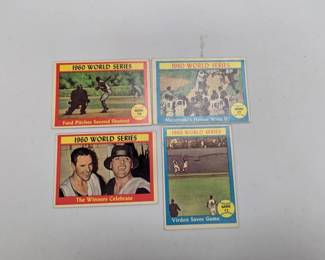 1960 WORLD SERIES
Ford Pitches Second Shutout
1960 WORLD SERIES
Mazeroski's Homer Wins It!
1960 WORLD SERIES
The Winners Celebrate
1960 WORLD SERIES
Virdon Saves Game